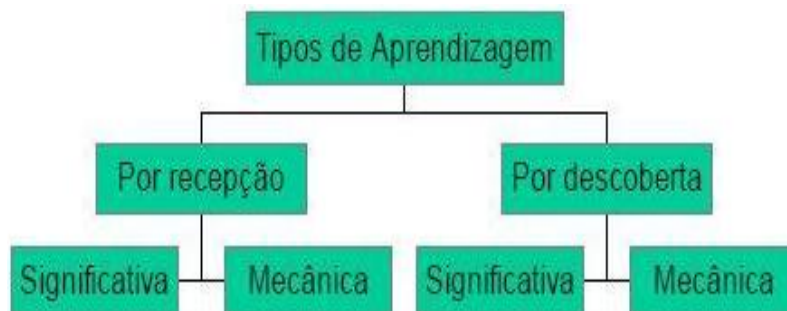 Tipos de Aprendizagem
Por recepção
Por descoberta
Significativa
Mecânica
Significativa
Mecânica